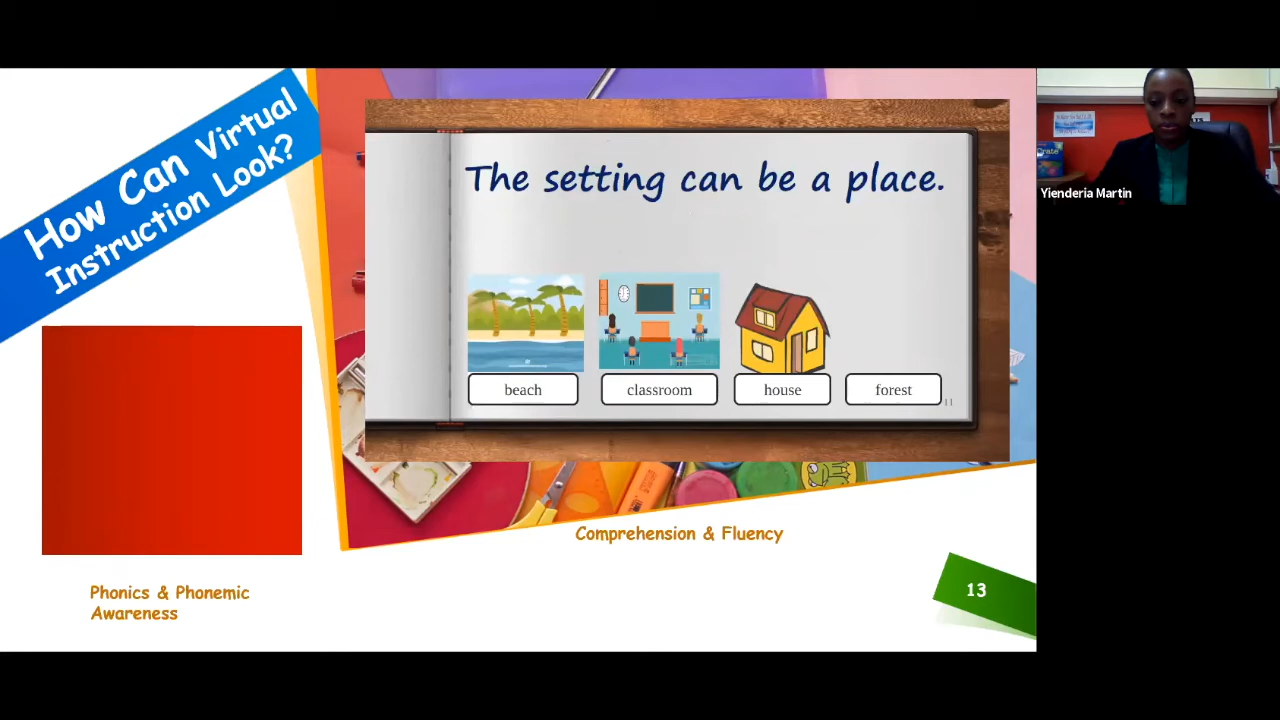 How Can Virtual
Instruction Look?
The setting can be a place.
beach
classroom
house
forest
11
Comprehension & Fluency
Phonics & Phonemic
Awareness
13
Yienderia Martin